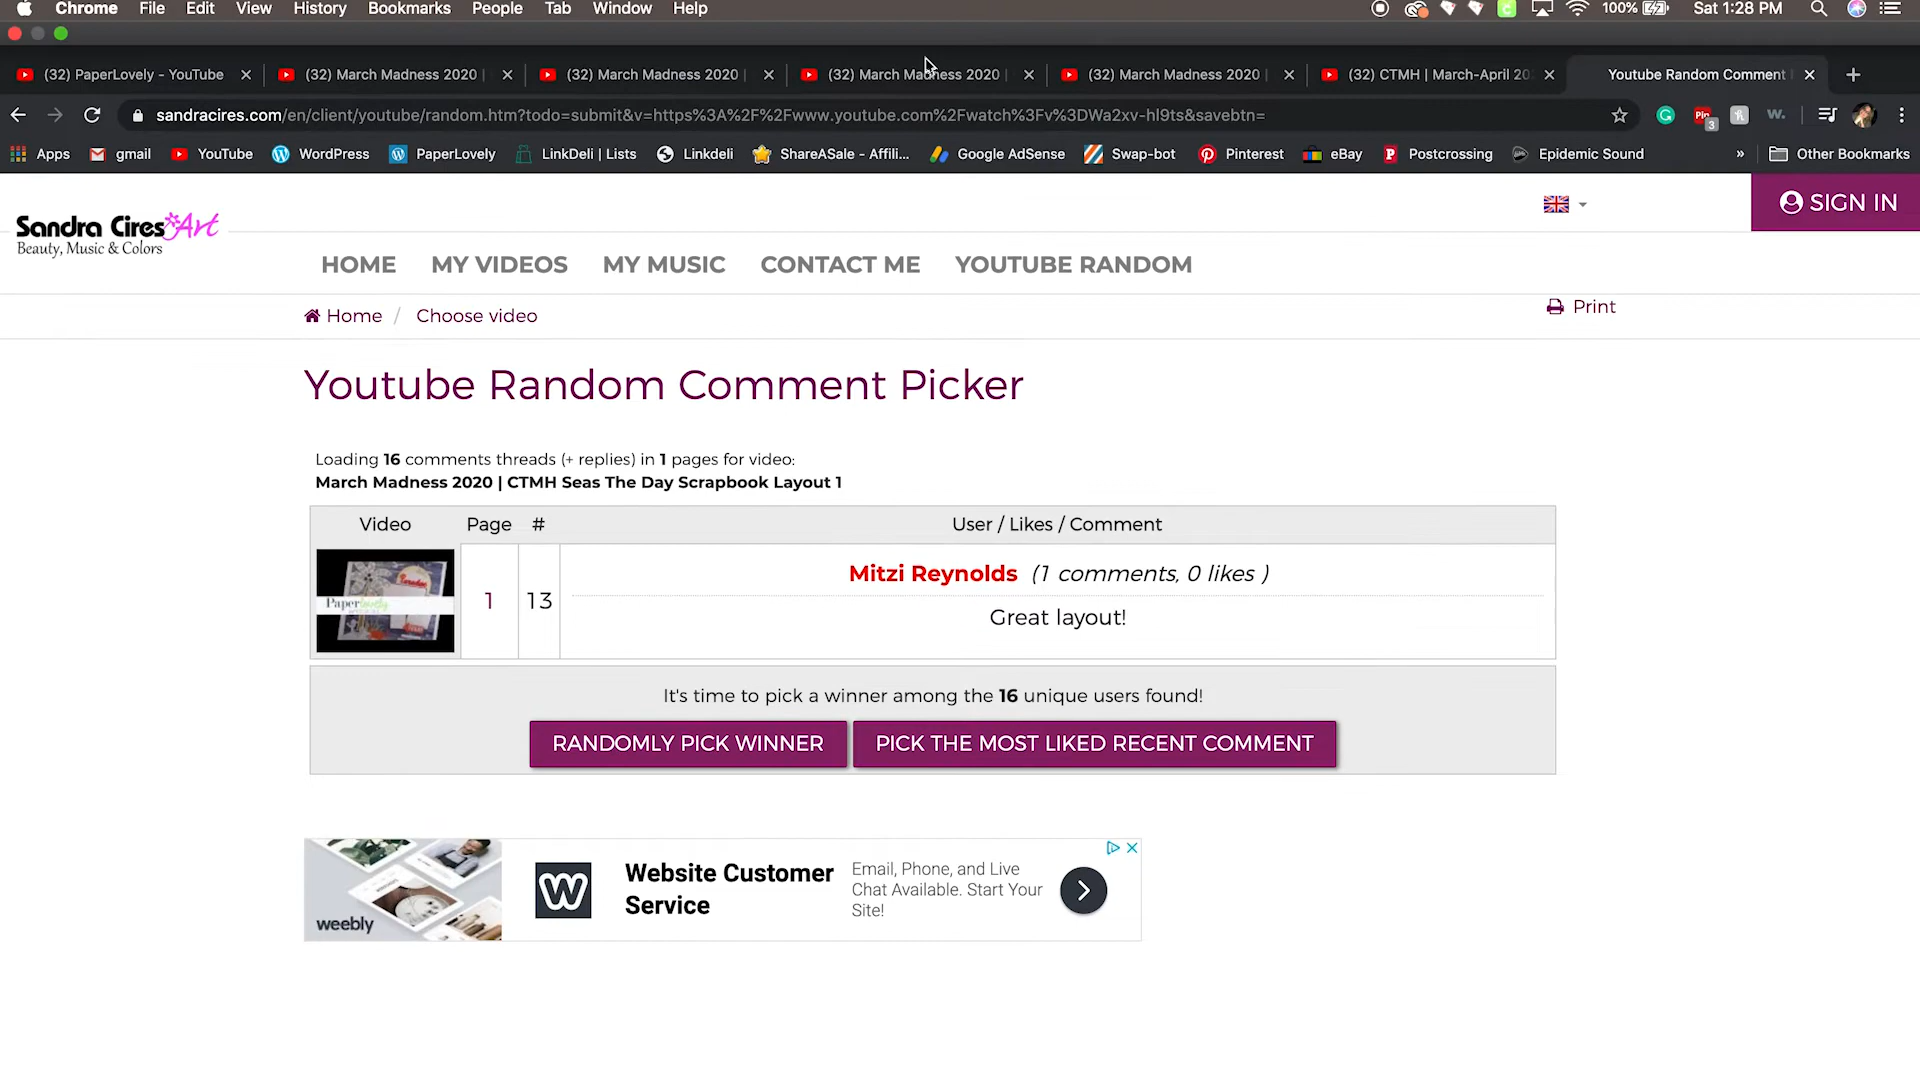 Chrome File Edit View History Bookmarks People Tab Window Help 100% Sat 1:28 PM
(32) PaperLovely - YouTube (32) March Madness 2020 | (32) March Madness 2020 | (32) March Madness 2020 | (32) March Madness 2020 | (32) CTMH | March-April 20 Youtube Random Comment
sandracires.com/en/client/youtube/random.htm?todo=submit&v=https%3A%2F%2Fwww.youtube.com%2Fwatch%3Fv%3DWa2xv-hl9ts&savebtn=
3
W.
Apps gmail YouTube WordPress PaperLovely LinkDeli | Lists Linkdeli ShareASale - Affili... Google AdSense Swap-bot Pinterest eBay Postcrossing Epidemic Sound » Other Bookmarks
SIGN IN
Sandra Cires Art
Beauty, Music & Colors
HOME MY VIDEOS MY MUSIC CONTACT ME YOUTUBE RANDOM
Home / Choose video
Print
Youtube Random Comment Picker
Loading 16 comments threads (+ replies) in 1 pages for video:
March Madness 2020 | CTMH Seas The Day Scrapbook Layout 1
Video Page # User / Likes / Comment
Mitzi Reynolds (1 comments, 0 likes )
1 13
Great layout!
Paperlovely
It's time to pick a winner among the 16 unique users found!
RANDOMLY PICK WINNER PICK THE MOST LIKED RECENT COMMENT
weebly
Website Customer
Service
Email, Phone, and Live
Chat Available. Start Your
Site!